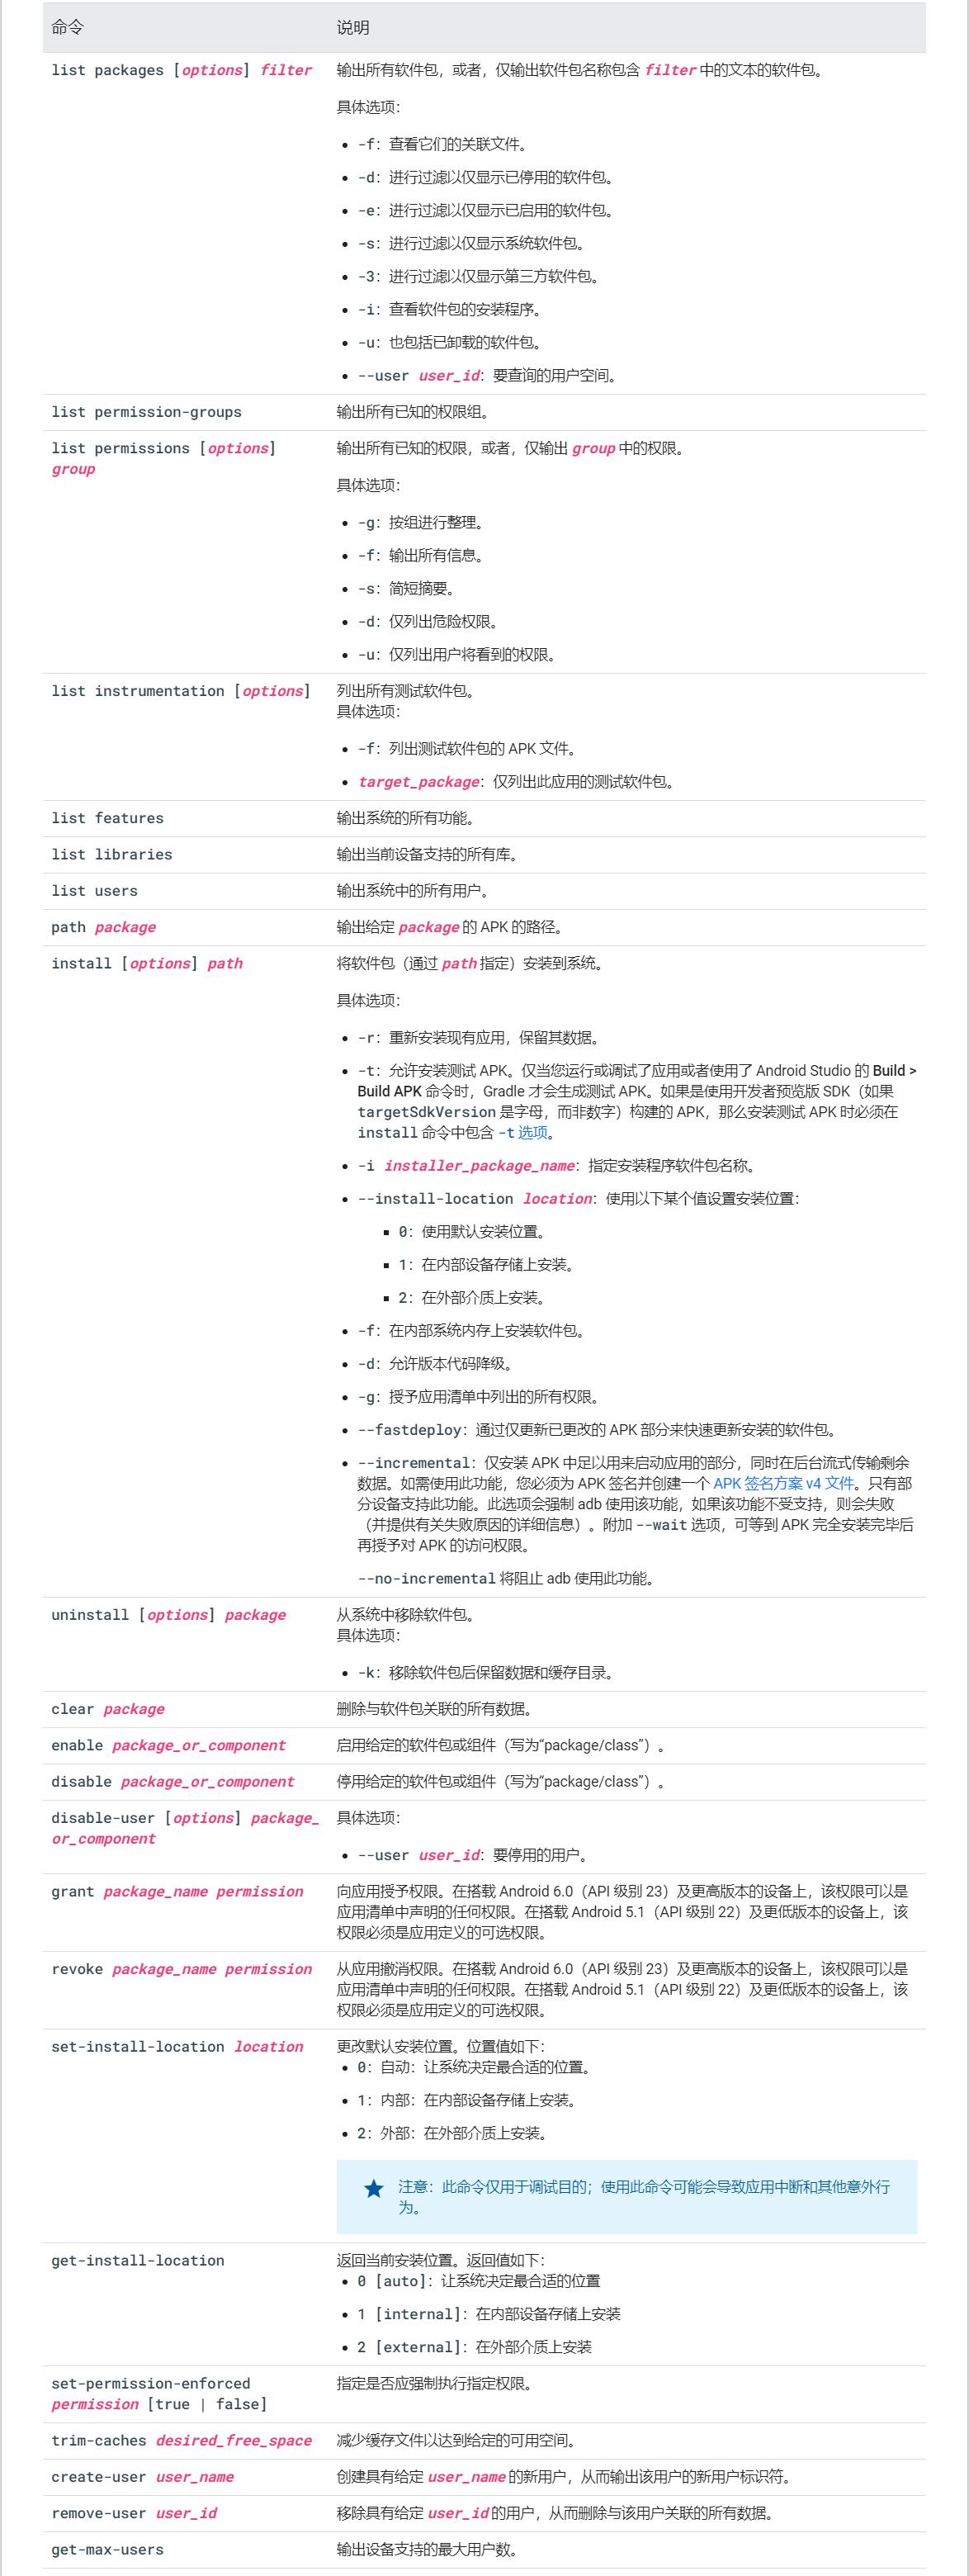 命令 说明
list packages [options] filter 输出所有软件包，或者，仅输出软件包名称包含 filter 中的文本的软件包。
具体选项：
• -f：查看它们的关联文件。
• -d：进行过滤以仅显示已停用的软件包。
• -e：进行过滤以仅显示已启用的软件包。
• -s：进行过滤以仅显示系统软件包。
• -3：进行过滤以仅显示第三方软件包。
• -i：查看软件包的安装程序。
• -u：也包括已卸载的软件包。
• --user user_id：要查询的用户空间。
list permission-groups 输出所有已知的权限组。
list permissions [options] 输出所有已知的权限，或者，仅输出 group 中的权限。
group
具体选项：
• -g：按组进行整理。
• -f：输出所有信息。
• -s：简短摘要。
• -d：仅列出危险权限。
• -u：仅列出用户将看到的权限。
list instrumentation [options] 列出所有测试软件包。
具体选项：
• -f：列出测试软件包的 APK 文件。
• target_package：仅列出此应用的测试软件包。
list features 输出系统的所有功能。
list libraries 输出当前设备支持的所有库。
list users 输出系统中的所有用户。
path package 输出给定 package 的 APK 的路径。
install [options] path 将软件包（通过 path 指定）安装到系统。
具体选项：
• -r：重新安装现有应用，保留其数据。
• -t：允许安装测试 APK。仅当您运行或调试了应用或者使用了 Android Studio 的 Build >
Build APK 命令时，Gradle 才会生成测试 APK。如果是使用开发者预览版 SDK（如果
targetSdkVersion 是字母，而非数字）构建的 APK，那么安装测试 APK 时必须在
install 命令中包含 -t 选项。
• -i installer_package_name：指定安装程序软件包名称。
• --install-location location：使用以下某个值设置安装位置：
▪ 0：使用默认安装位置。
▪ 1：在内部设备存储上安装。
▪ 2：在外部介质上安装。
• -f：在内部系统内存上安装软件包。
• -d：允许版本代码降级。
• -g：授予应用清单中列出的所有权限。
• --fastdeploy：通过仅更新已更改的 APK 部分来快速更新安装的软件包。
• --incremental：仅安装 APK 中足以用来启动应用的部分，同时在后台流式传输剩余
数据。如需使用此功能，您必须为 APK 签名并创建一个 APK 签名方案 v4 文件。只有部
分设备支持此功能。此选项会强制 adb 使用该功能，如果该功能不受支持，则会失败
（并提供有关失败原因的详细信息）。附加 --wait 选项，可等到 APK 完全安装完毕后
再授予对 APK 的访问权限。
--no-incremental 将阻止 adb 使用此功能。
uninstall [options] package 从系统中移除软件包。
具体选项：
• -k：移除软件包后保留数据和缓存目录。
clear package 删除与软件包关联的所有数据。
enable package_or_component 启用给定的软件包或组件（写为“package/class”）。
disable package_or_component 停用给定的软件包或组件（写为“package/class”）。
disable-user [options] package_ 具体选项：
or_component
• --user user_id：要停用的用户。
grant package_name permission 向应用授予权限。在搭载 Android 6.0（API 级别 23）及更高版本的设备上，该权限可以是
应用清单中声明的任何权限。在搭载 Android 5.1（API 级别 22）及更低版本的设备上，该
权限必须是应用定义的可选权限。
revoke package_name permission 从应用撤消权限。在搭载 Android 6.0（API 级别 23）及更高版本的设备上，该权限可以是
应用清单中声明的任何权限。在搭载 Android 5.1（API 级别 22）及更低版本的设备上，该
权限必须是应用定义的可选权限。
set-install-location location 更改默认安装位置。位置值如下：
• 0：自动：让系统决定最合适的位置。
• 1：内部：在内部设备存储上安装。
• 2：外部：在外部介质上安装。
注意：此命令仅用于调试目的；使用此命令可能会导致应用中断和其他意外行
为。
get-install-location 返回当前安装位置。返回值如下：
• 0 [auto]：让系统决定最合适的位置
• 1 [internal]：在内部设备存储上安装
• 2 [external]：在外部介质上安装
set-permission-enforced 指定是否应强制执行指定权限。
permission [true | false]
trim-caches desired_free_space 减少缓存文件以达到给定的可用空间。
create-user user_name 创建具有给定 user_name 的新用户，从而输出该用户的新用户标识符。
remove-user user_id 移除具有给定 user_id 的用户，从而删除与该用户关联的所有数据。
get-max-users 输出设备支持的最大用户数。